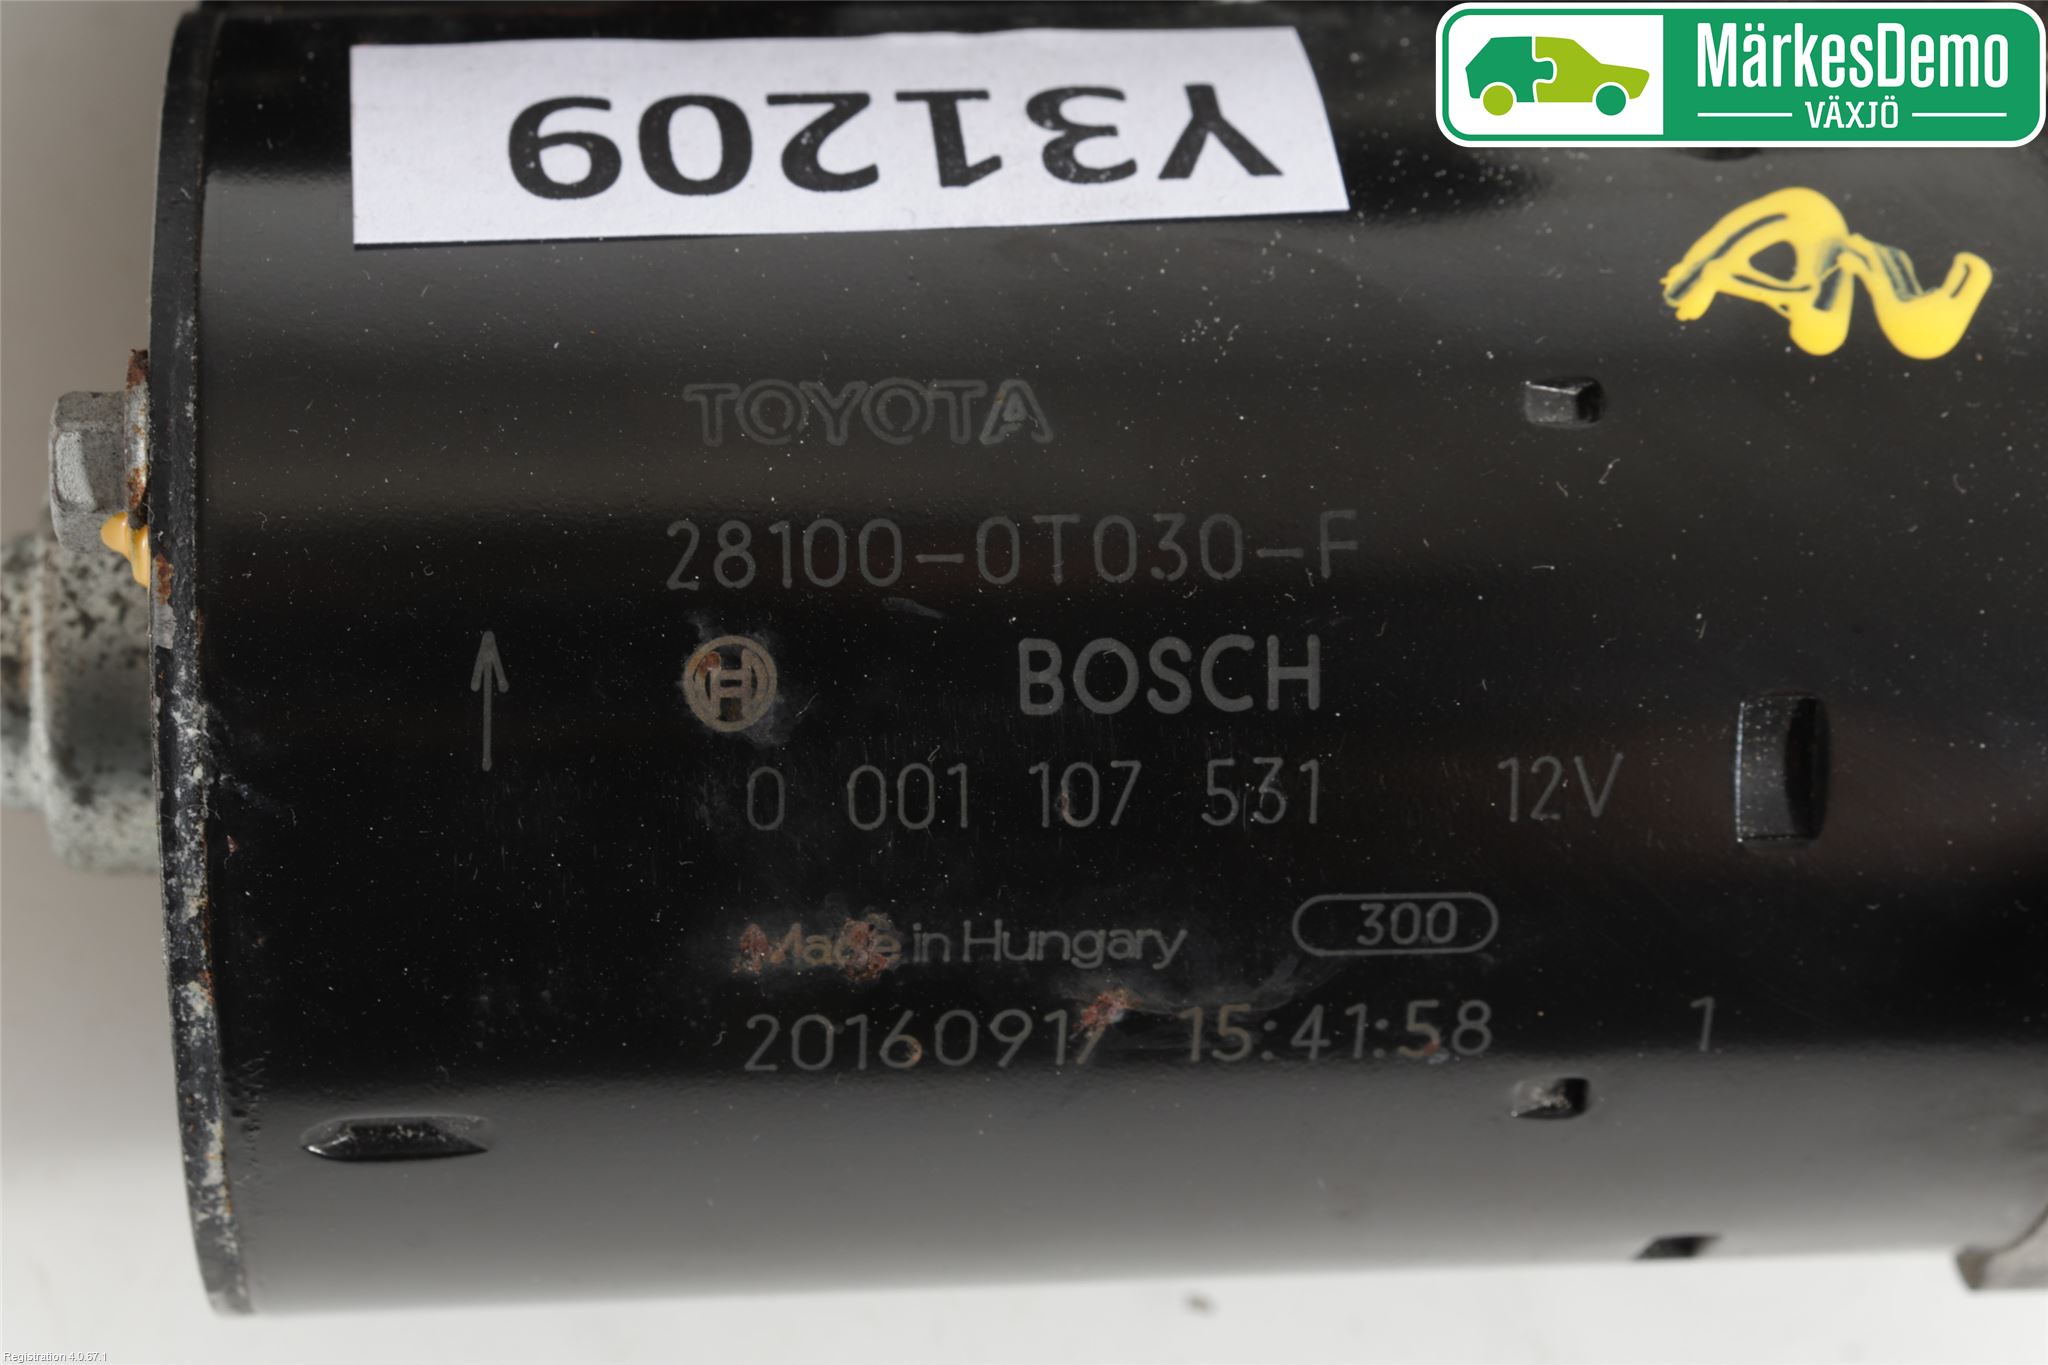 MärkesDemo
VÄXJÖ
Y31209
TOYOTA
28100-0T030-F
BOSCH
0 001 107 531 12V
Made in Hungary 300
20160917 15:41:58 1
Registration 4.0.67.1